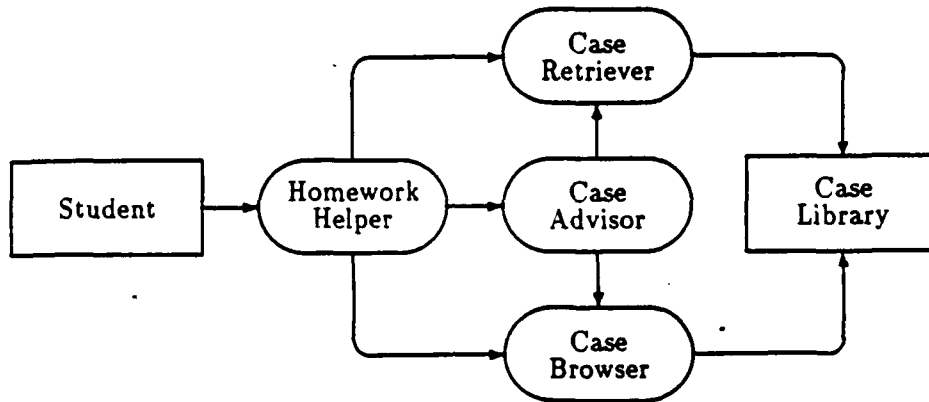 Case
Retriever
Student
Homework
Helper
Case
Advisor
Case
Library
Case
Browser